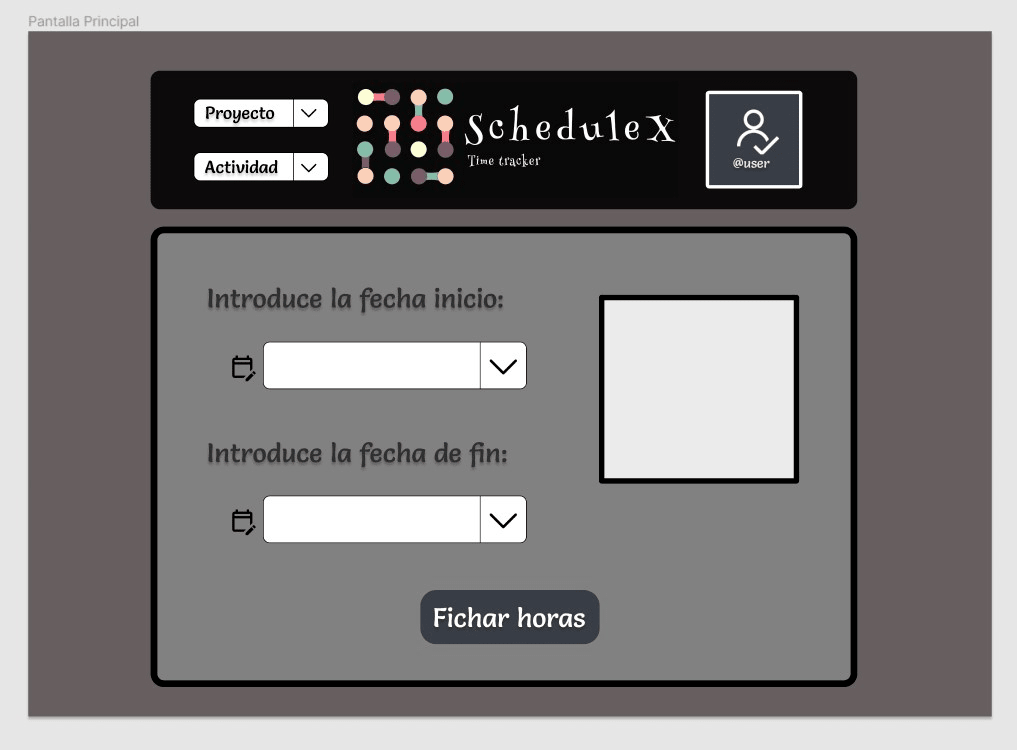 Pantalla Principal
Proyecto
Actividad
ScheduleX
Time tracker
@user
Introduce la fecha inicio:
Introduce la fecha de fin:
Fichar horas